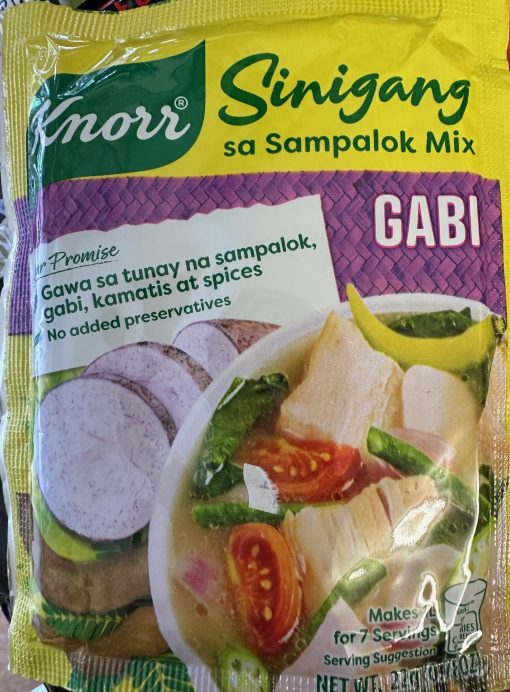 Knorr®
Sinigang
sa Sampalok Mix
GABI
Promise
Gawa sa tunay na sampalok,
gabi, kamatis at spices
No added preservatives
Makes
for 7 Servings
Serving Suggestion
NET WT. 22g